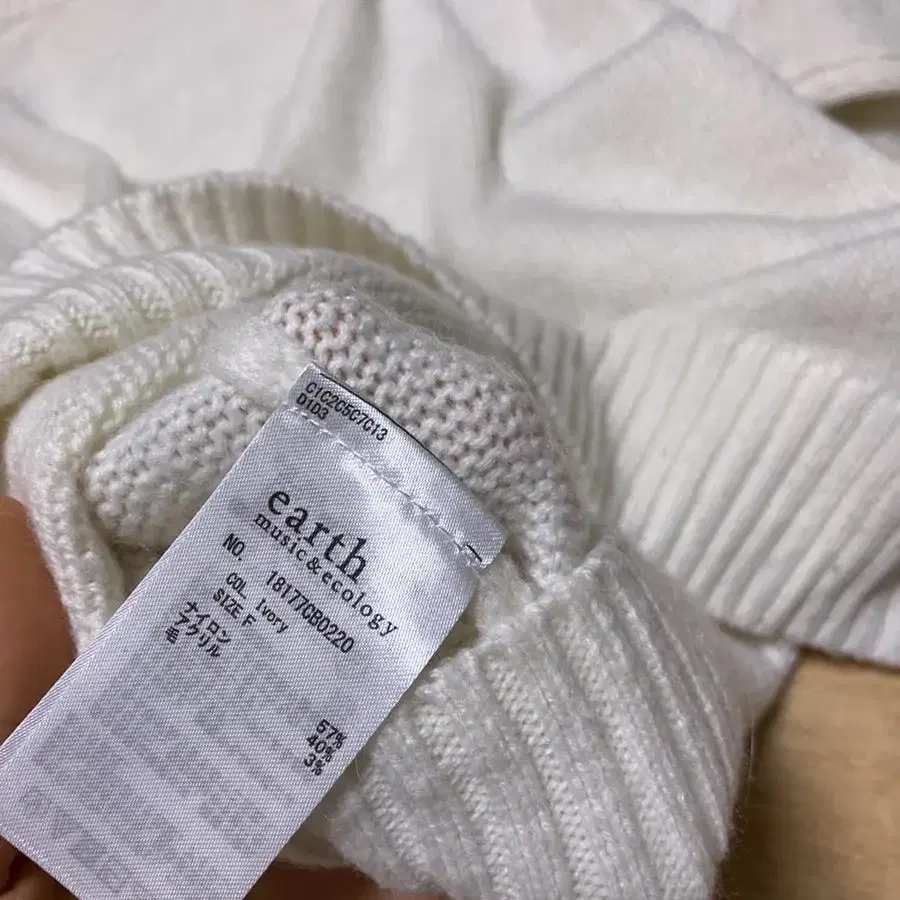 C1C2C5C7C13
D1D3
earth
music&ecology
NO. 18177GB0220
COL. Ivory
SIZE F
ナイロン 57%
アクリル 40%
毛 3%